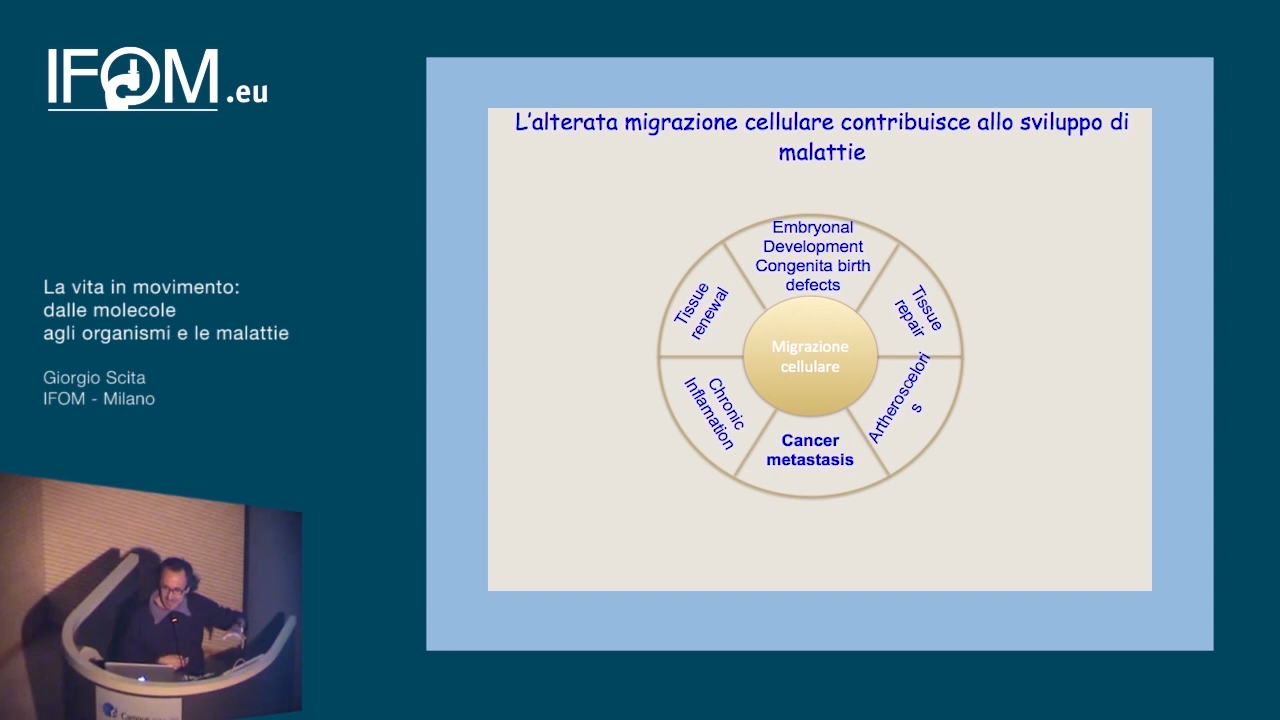 IFOM.eu
La vita in movimento:
dalle molecole
agli organismi e le malattie
Giorgio Scita
IFOM - Milano
L'alterata migrazione cellulare contribuisce allo sviluppo di
malattie
Embryonal
Development
Congenita birth
defects
Tissue
renewal
Tissue
repair
Migrazione
cellulare
Chronic
Inflamation
Artheroscelori
s
Cancer
metastasis